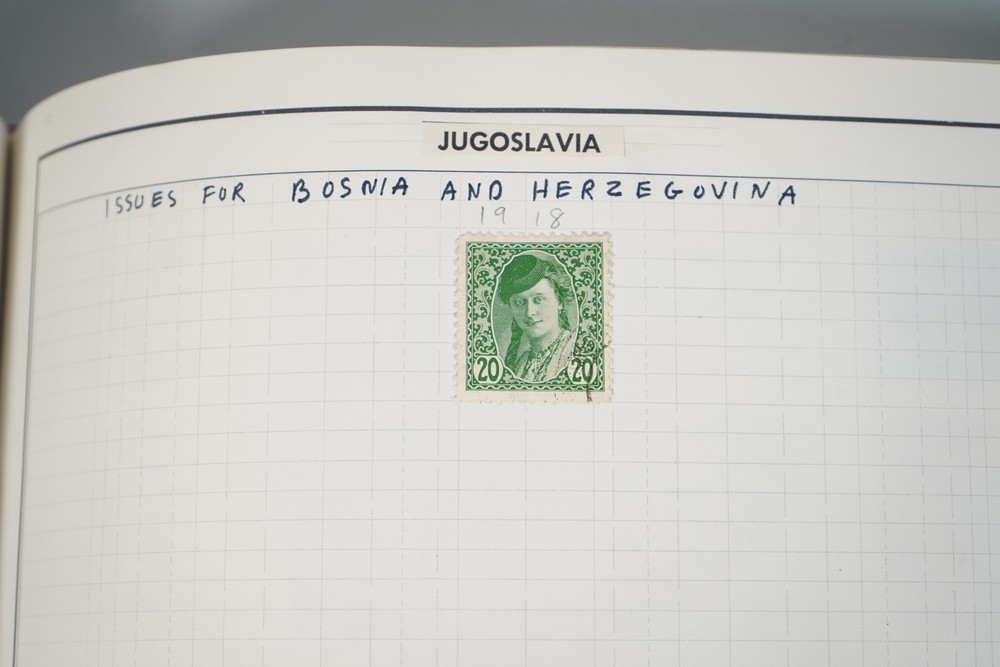 JUGOSLAVIA
ISSUES FOR BOSNIA AND HERZEGOVINA
1918
20 20